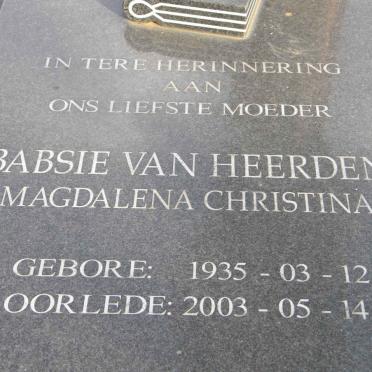 IN TERE HERINNERING
AAN
ONS LIEFSTE MOEDER
BABSIE VAN HEERDEN
MAGDALENA CHRISTINA
GEBORE: 1935 - 03 - 12
OORLEDE: 2003 - 05 - 14